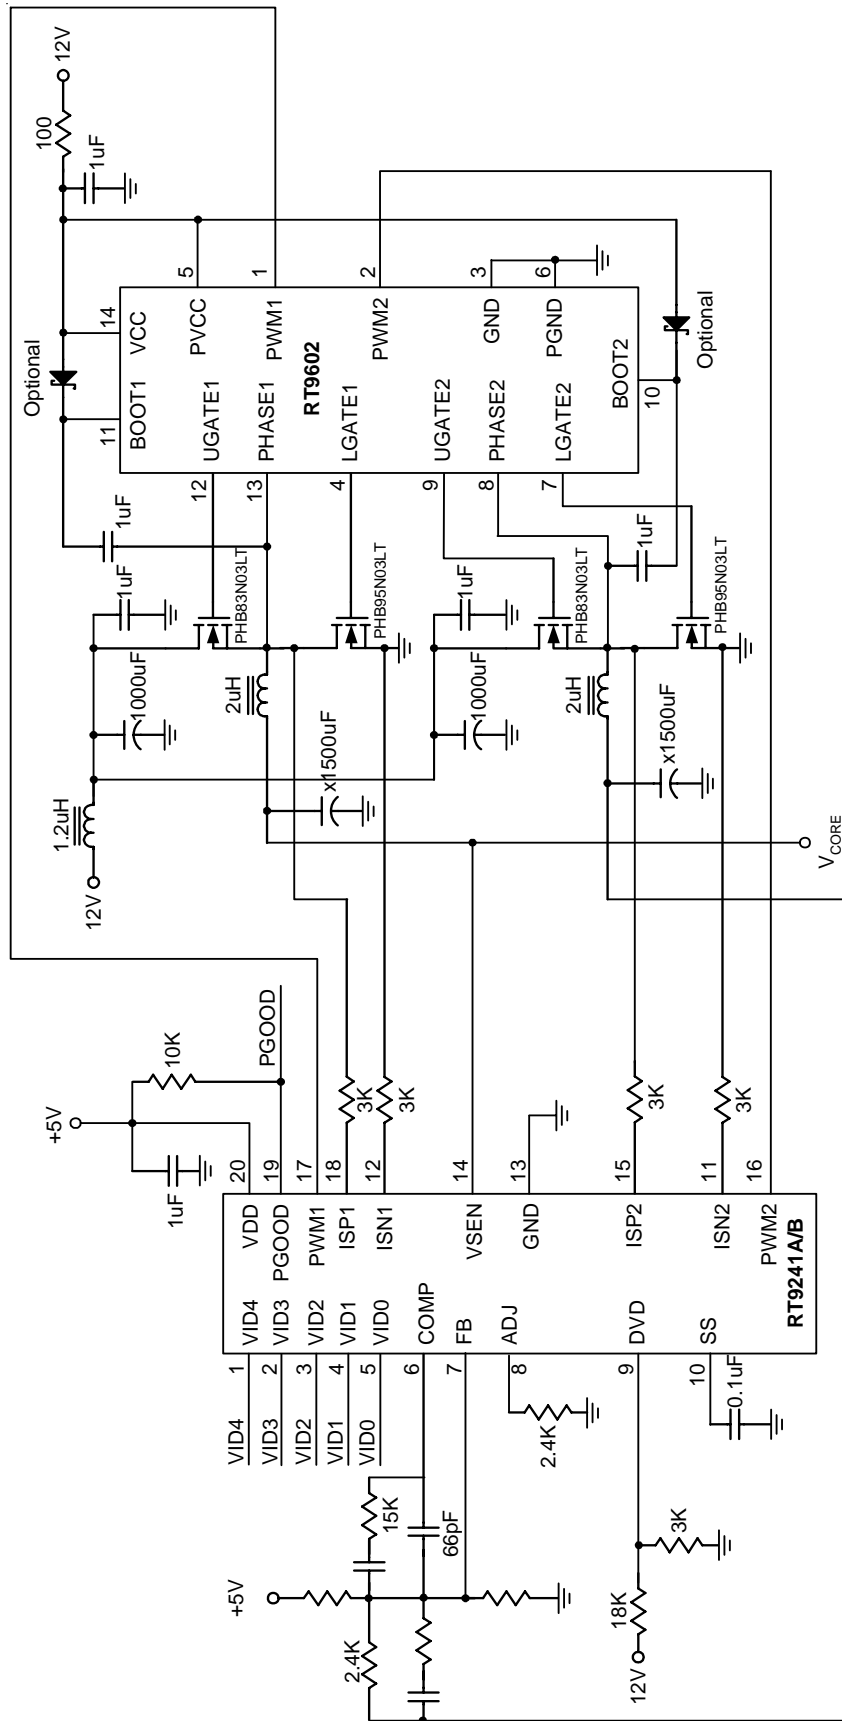 12V
100
1uF
Optional
14
5
1
2
3
6
VCC
PVCC
PWM1
PWM2
GND
PGND
RT9602
BOOT1
11
BOOT2
10
Optional
UGATE1
PHASE1
LGATE1
UGATE2
PHASE2
LGATE2
12
13
4
9
8
7
1uF
1uF
1uF
1uF
PHB83N03LT
PHB95N03LT
PHB83N03LT
PHB95N03LT
1000uF
2uH
1000uF
2uH
x1500uF
x1500uF
1.2uH
12V
VCORE
PGOOD
10K
+5V
1uF
3K
3K
3K
3K
20
19
17
18
12
14
13
15
11
16
VDD
PGOOD
PWM1
ISP1
ISN1
VSEN
GND
ISP2
ISN2
PWM2
RT9241A/B
VID4
VID3
VID2
VID1
VID0
COMP
FB
ADJ
DVD
SS
1
2
3
4
5
6
7
8
9
10
VID4
VID3
VID2
VID1
VID0
0.1uF
2.4K
15K
66pF
3K
+5V
18K
2.4K
12V